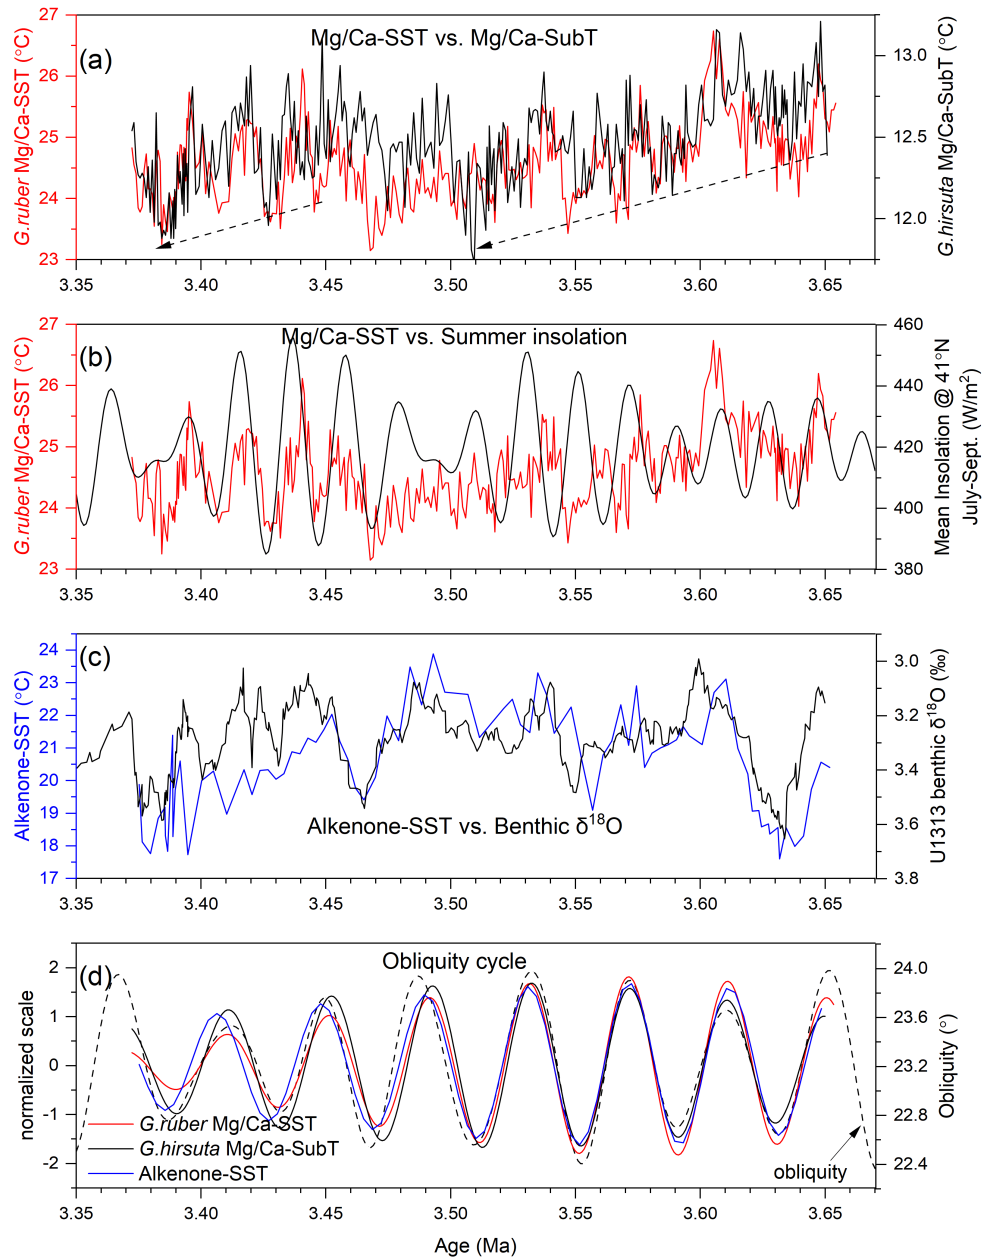 (a)
Mg/Ca-SST vs. Mg/Ca-SubT
G.ruber Mg/Ca-SST (°C)
27
26
25
24
23
G.hirsuta Mg/Ca-SubT (°C)
13.0
12.5
12.0
3.35 3.40 3.45 3.50 3.55 3.60 3.65
(b)
Mg/Ca-SST vs. Summer insolation
G.ruber Mg/Ca-SST (°C)
27
26
25
24
23
Mean Insolation @ 41°N
July-Sept. (W/m²)
460
440
420
400
380
3.35 3.40 3.45 3.50 3.55 3.60 3.65
(c)
Alkenone-SST (°C)
24
23
22
21
20
19
18
17
U1313 benthic δ¹⁸O (‰)
3.0
3.2
3.4
3.6
3.8
Alkenone-SST vs. Benthic δ¹⁸O
3.35 3.40 3.45 3.50 3.55 3.60 3.65
(d)
Obliquity cycle
normalized scale
2
1
0
-1
-2
Obliquity (°)
24.0
23.6
23.2
22.8
22.4
G.ruber Mg/Ca-SST
G.hirsuta Mg/Ca-SubT
Alkenone-SST
obliquity
3.35 3.40 3.45 3.50 3.55 3.60 3.65
Age (Ma)